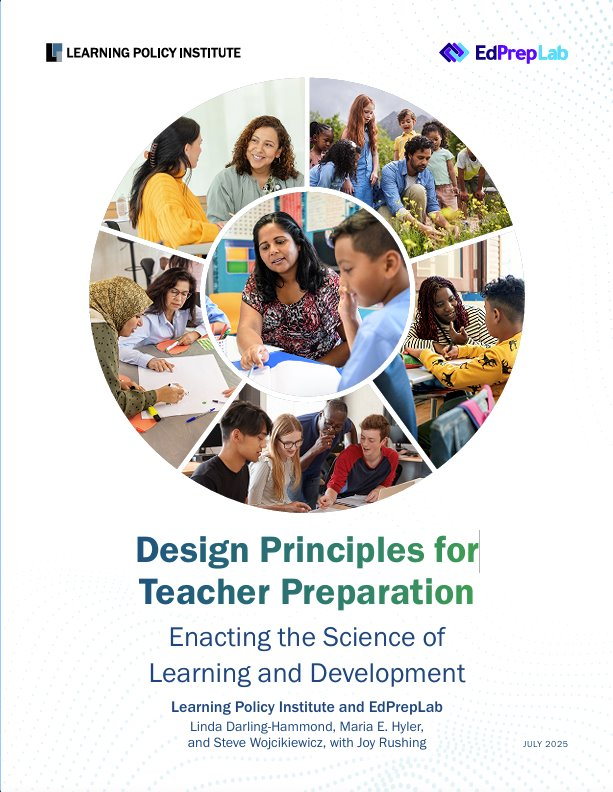 LEARNING POLICY INSTITUTE
EdPrepLab
Design Principles for
Teacher Preparation
Enacting the Science of
Learning and Development
Learning Policy Institute and EdPrepLab
Linda Darling-Hammond, Maria E. Hyler,
and Steve Wojcikiewicz, with Joy Rushing
JULY 2025